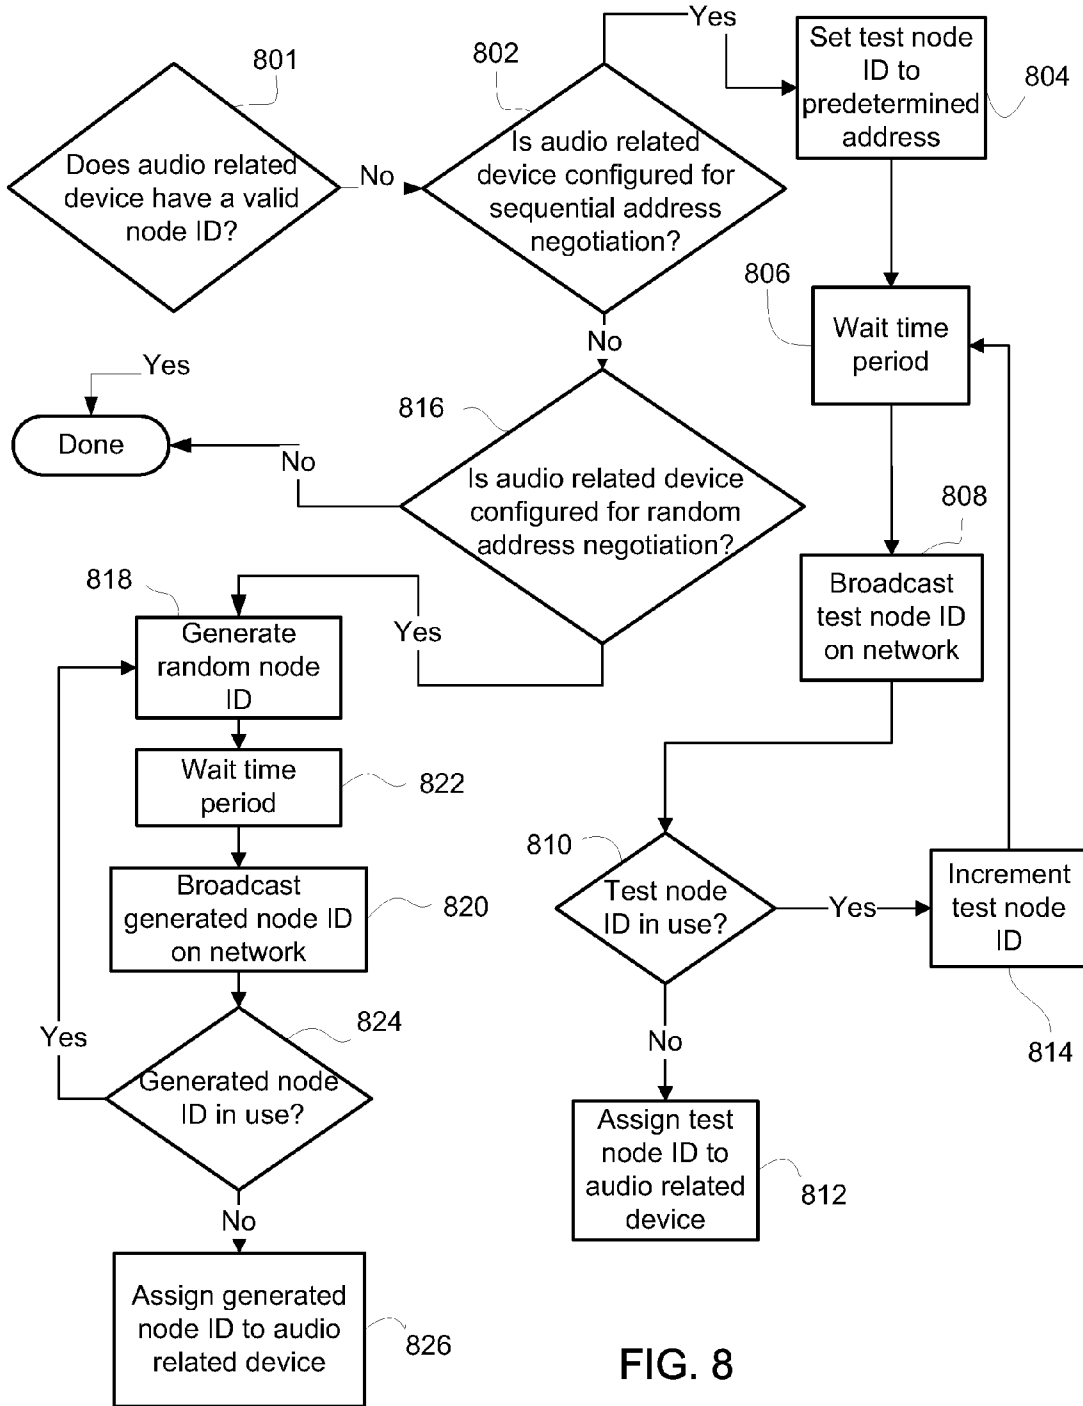 801
Does audio related
device have a valid
node ID?
No
802
Is audio related
device configured for
sequential address
negotiation?
Yes
Set test node
ID to
predetermined
address
804
806
Wait time
period
No
Yes
Done
No
816
Is audio related device
configured for random
address negotiation?
Yes
808
Broadcast
test node ID
on network
818
Generate
random node
ID
Wait time
period
822
Broadcast
generated node ID
on network
820
Yes
824
Generated node
ID in use?
No
Assign generated
node ID to audio
related device
826
810
Test node
ID in use?
Yes
Increment
test node
ID
814
No
Assign test
node ID to
audio related
device
812
FIG. 8